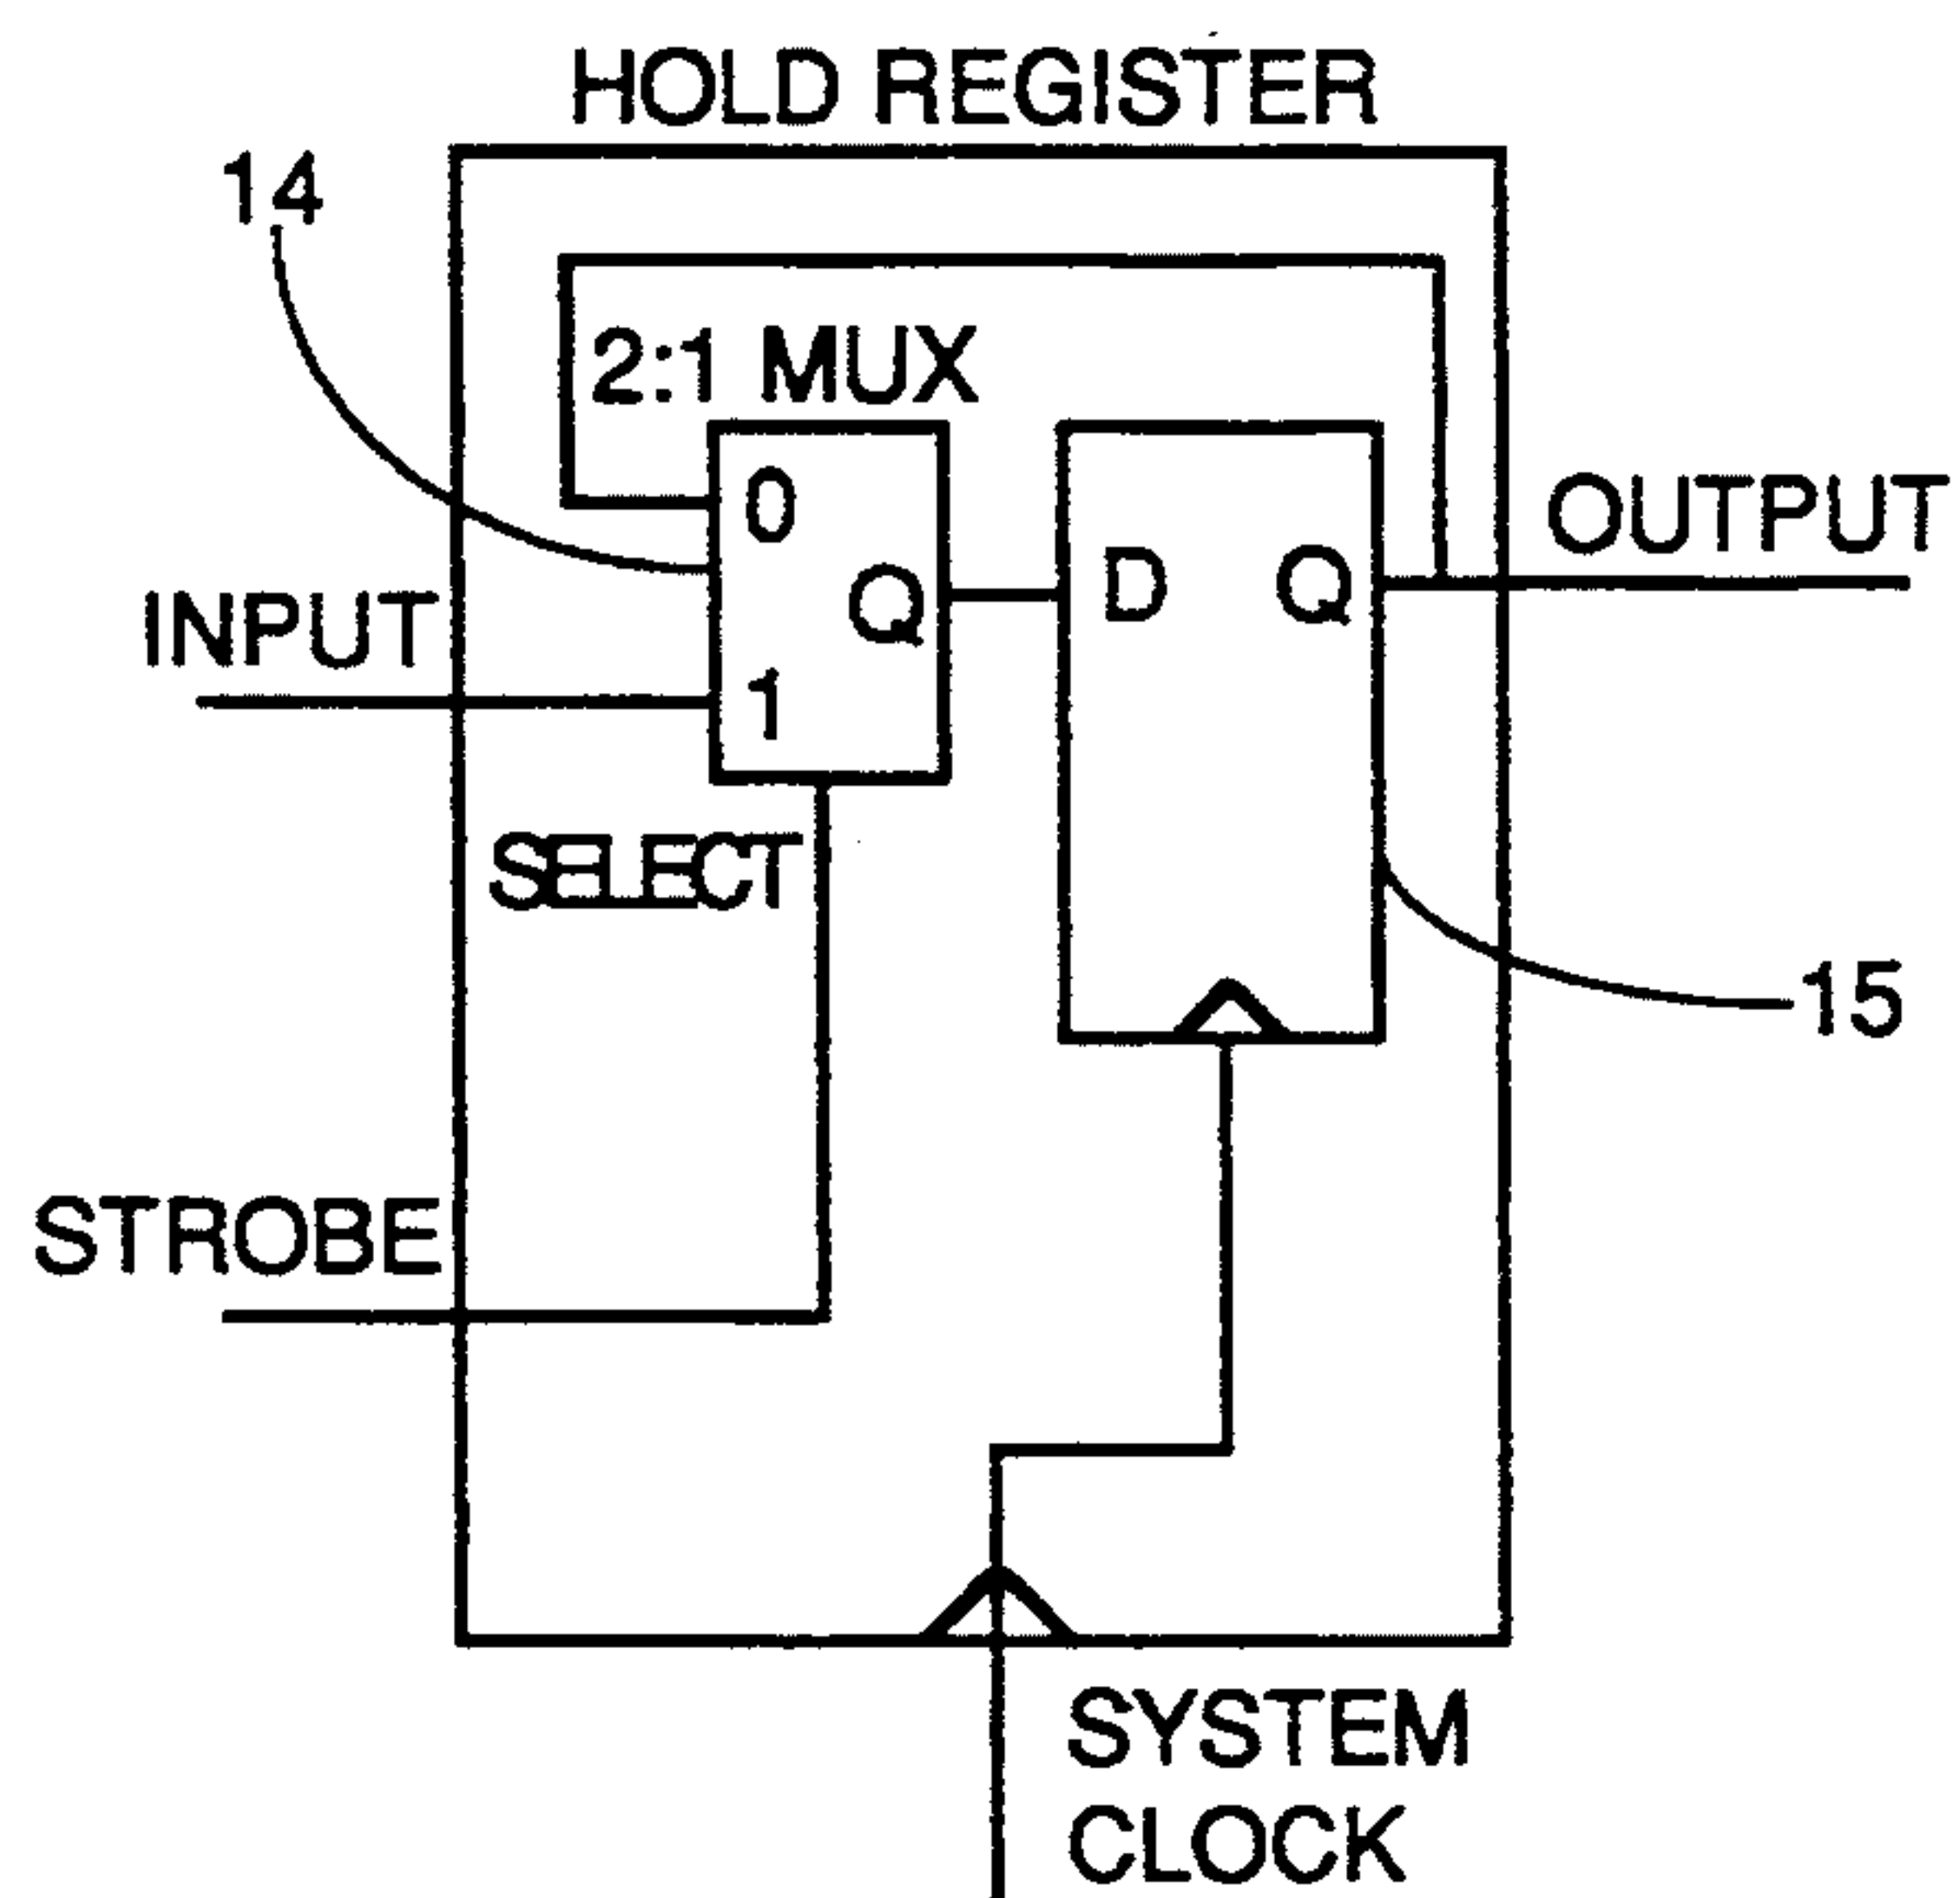 HOLD REGISTER
14
2:1 MUX
0
OUTPUT
D Q
Q
INPUT
1
SELECT
15
STROBE
SYSTEM
CLOCK